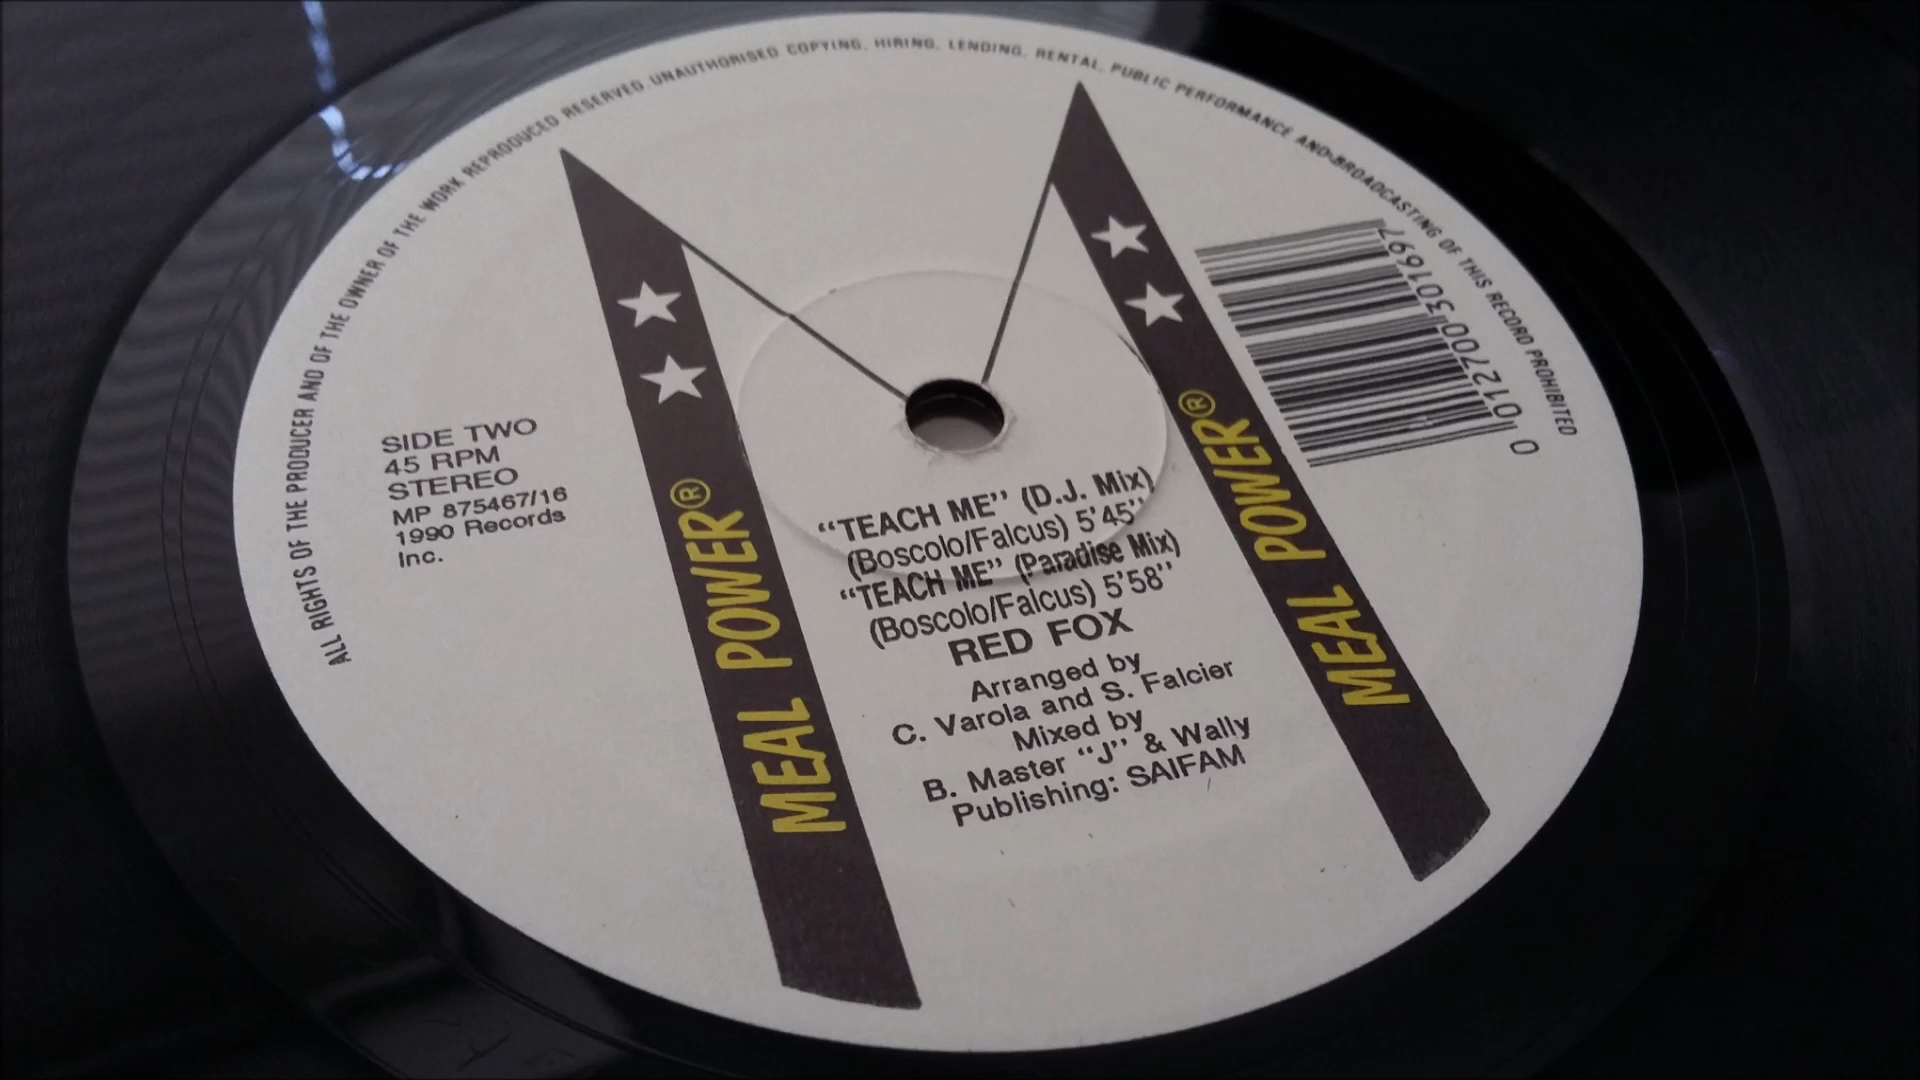 ALL RIGHTS OF THE PRODUCER AND OF THE OWNER OF THE WORK REPRODUCED RESERVED. UNAUTHORISED COPYING, HIRING, LENDING, RENTAL, PUBLIC PERFORMANCE AND BROADCASTING OF THIS RECORD PROHIBITED
SIDE TWO
45 RPM
STEREO
MP 875467/16
1990 Records
Inc.
MEAL POWER®
MEAL POWER®
0 012700 301697
“TEACH ME” (D.J. Mix)
(Boscolo/Falcus) 5’45”
“TEACH ME” (Paradise Mix)
(Boscolo/Falcus) 5’58”
RED FOX
Arranged by
C. Varola and S. Falcier
Mixed by
B. Master “J” & Wally
Publishing: SAIFAM